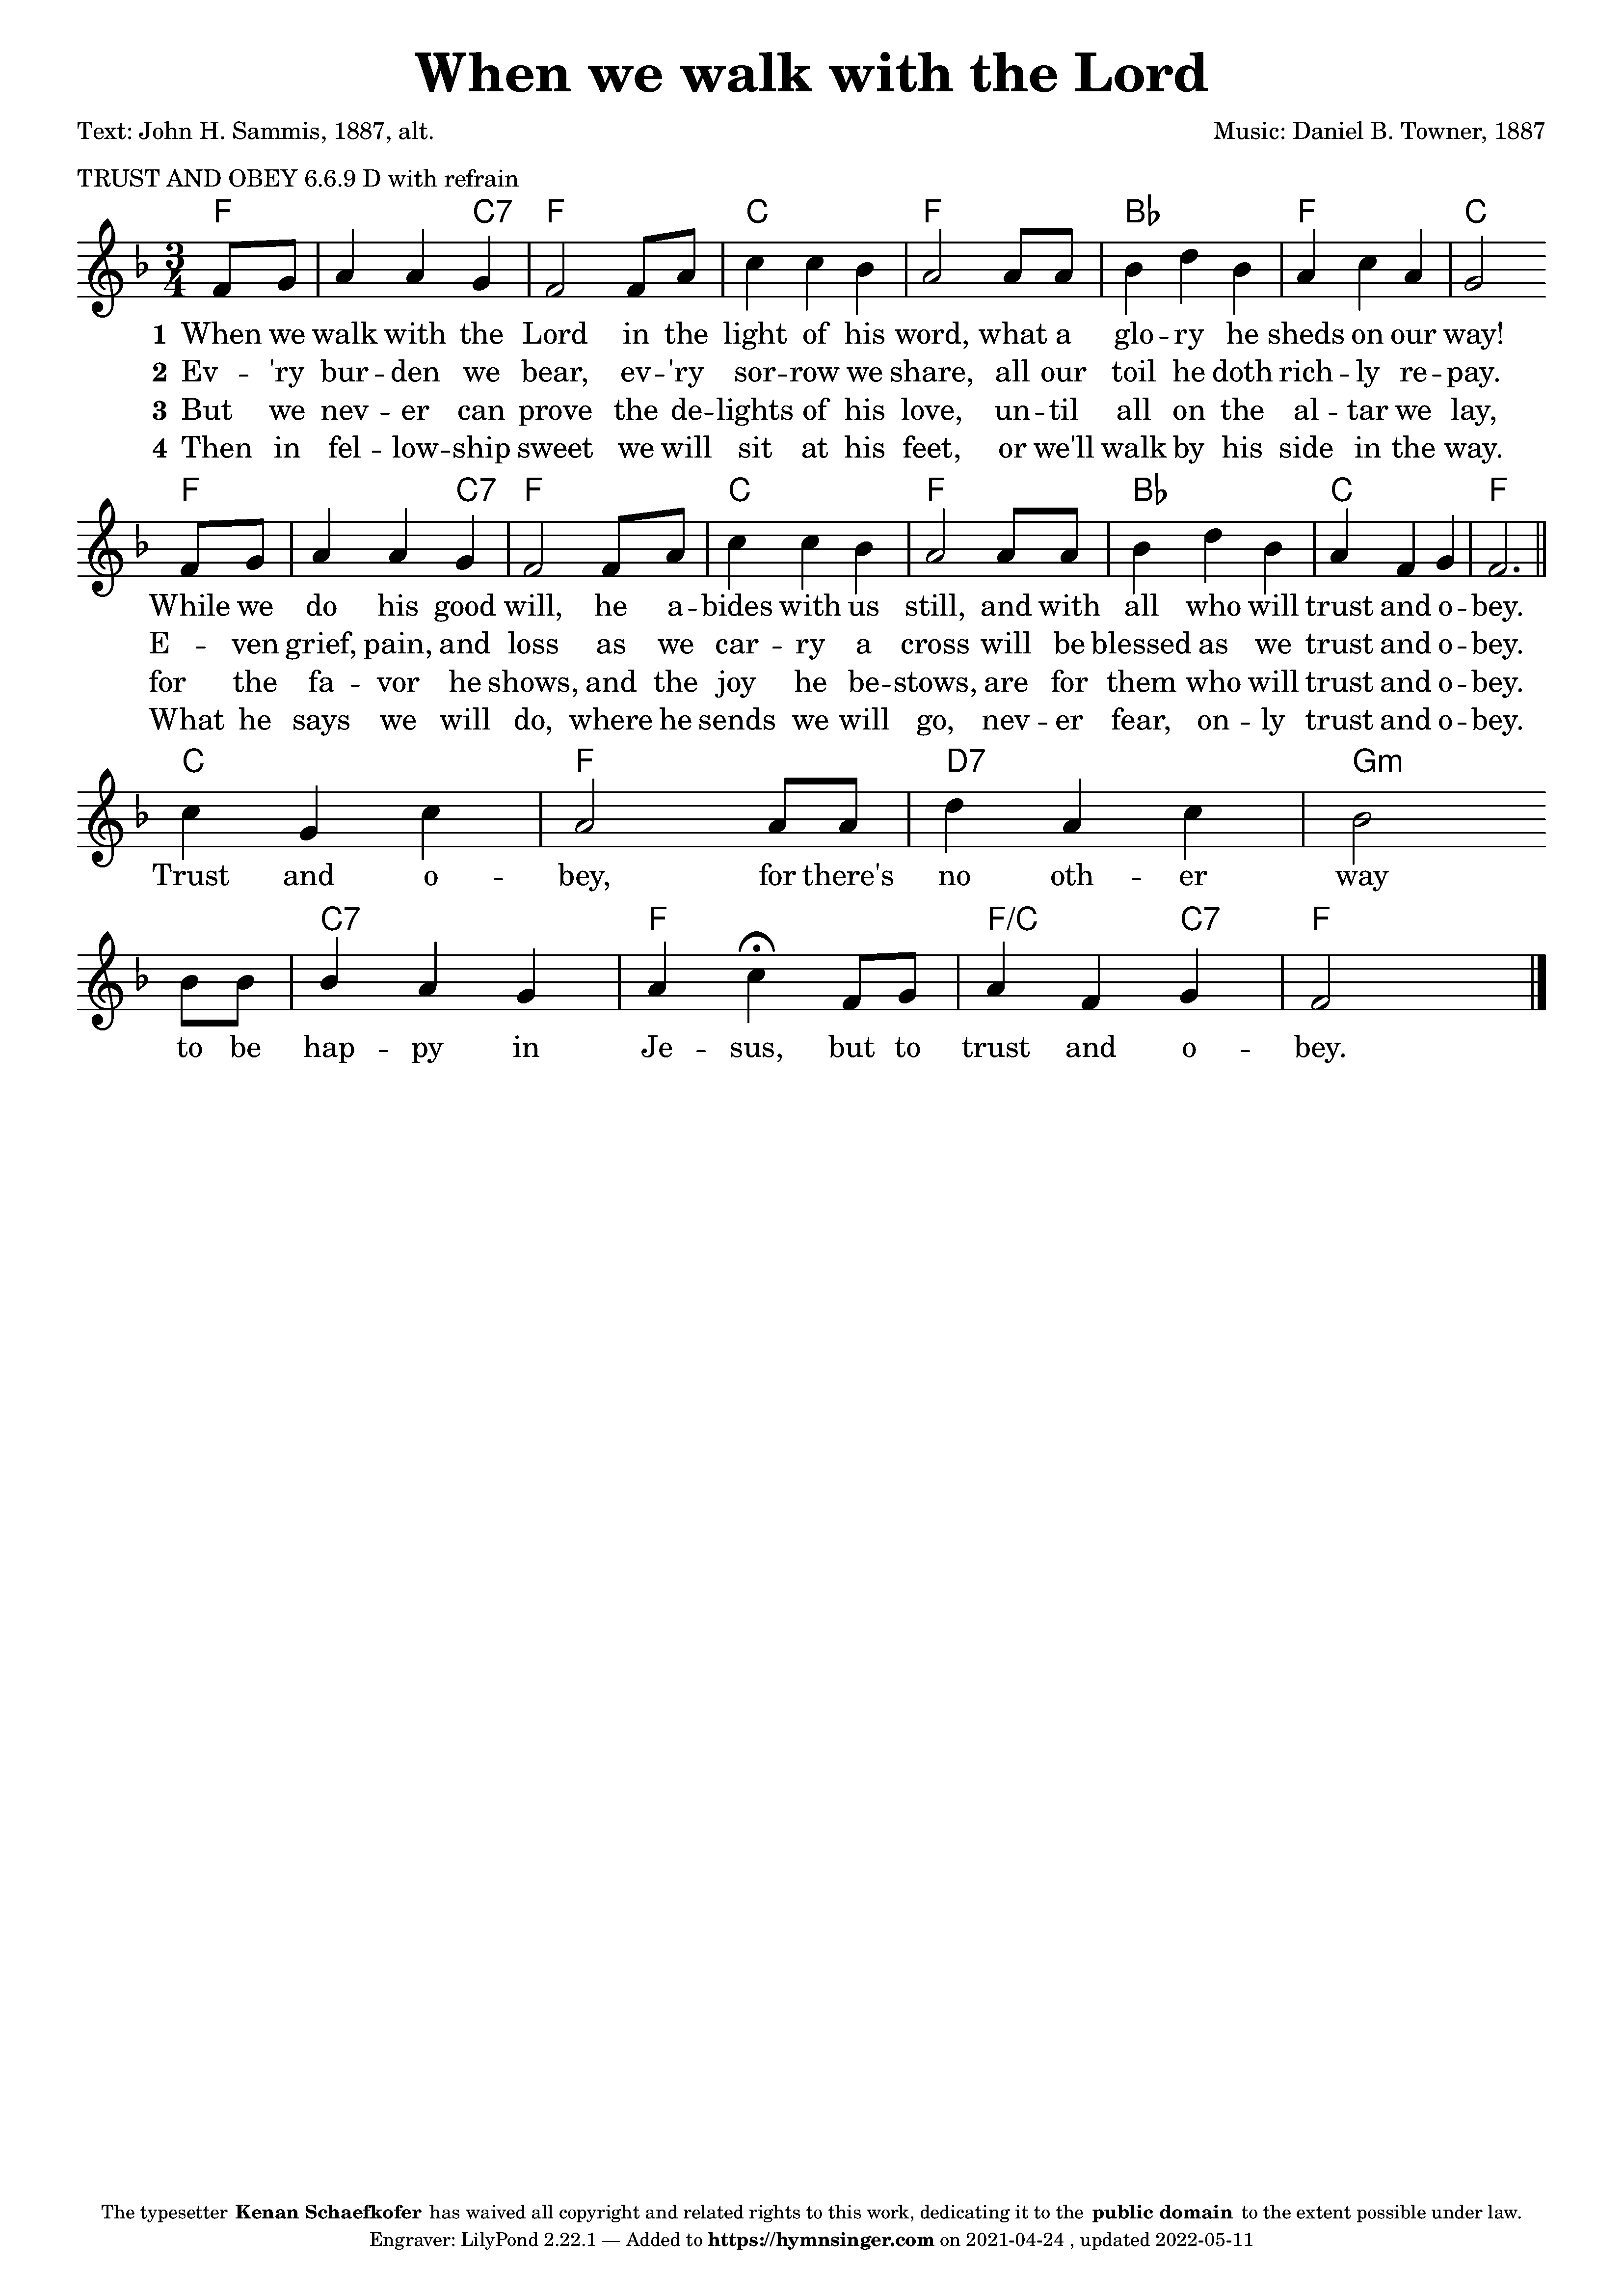 When we walk with the Lord
Text: John H. Sammis, 1887, alt.
Music: Daniel B. Towner, 1887
TRUST AND OBEY 6.6.9 D with refrain
F C7 F C F B♭ F C
3 4
1 When we walk with the Lord in the light of his word, what a glo -- ry he sheds on our way!
2 Ev -- 'ry bur -- den we bear, ev -- 'ry sor -- row we share, all our toil he doth rich -- ly re -- pay.
3 But we nev -- er can prove the de -- lights of his love, un -- til all on the al -- tar we lay,
4 Then in fel -- low -- ship sweet we will sit at his feet, or we'll walk by his side in the way.
F C7 F C F B♭ C F
While we do his good will, he a -- bides with us still, and with all who will trust and o -- bey.
E -- ven grief, pain, and loss as we car -- ry a cross will be blessed as we trust and o -- bey.
for the fa -- vor he shows, and the joy he be -- stows, are for them who will trust and o -- bey.
What he says we will do, where he sends we will go, nev -- er fear, on -- ly trust and o -- bey.
C F D7 Gm
Trust and o -- bey, for there's no oth -- er way
C7 F F/C C7 F
to be hap -- py in Je -- sus, but to trust and o -- bey.
The typesetter Kenan Schaefkofer has waived all copyright and related rights to this work, dedicating it to the public domain to the extent possible under law.
Engraver: LilyPond 2.22.1 — Added to https://hymnsinger.com on 2021-04-24 , updated 2022-05-11